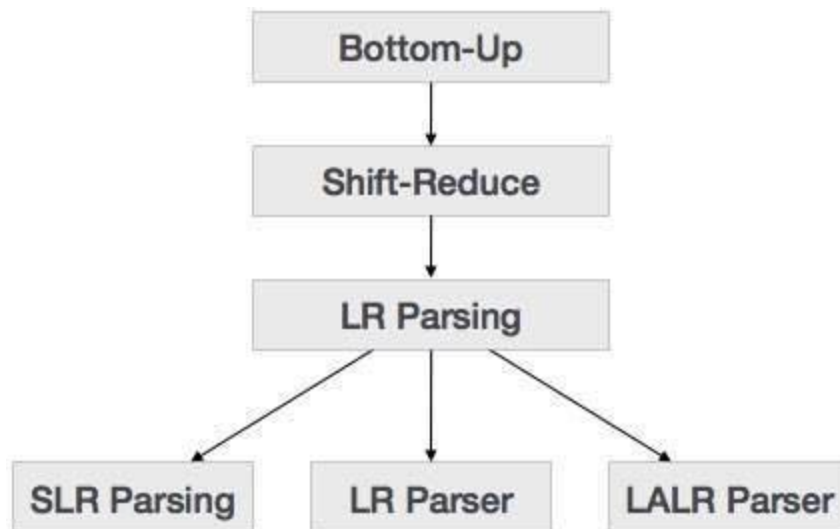 Bottom-Up
Shift-Reduce
LR Parsing
SLR Parsing
LR Parser
LALR Parser